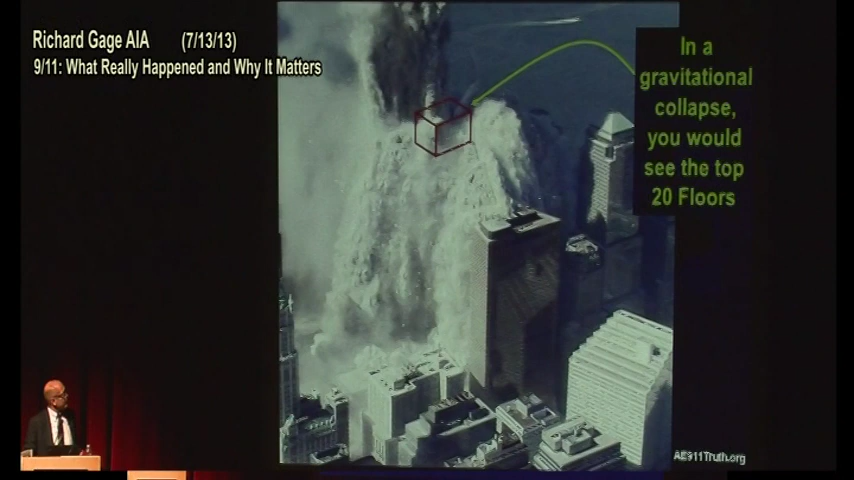 Richard Gage AIA (7/13/13)
9/11: What Really Happened and Why It Matters
In a
gravitational
collapse,
you would
see the top
20 Floors
AE911Truth.org